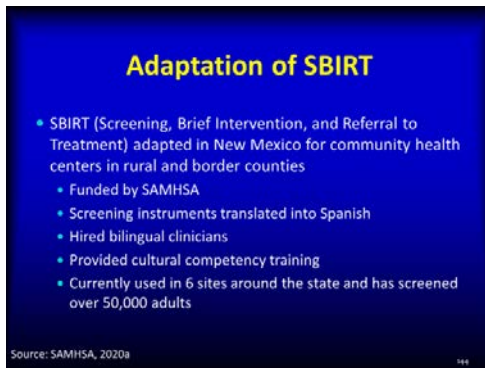 Adaptation of SBIRT
• SBIRT (Screening, Brief Intervention, and Referral to
Treatment) adapted in New Mexico for community health
centers in rural and border counties
• Funded by SAMHSA
• Screening instruments translated into Spanish
• Hired bilingual clinicians
• Provided cultural competency training
• Currently used in 6 sites around the state and has screened
over 50,000 adults
Source: SAMHSA, 2020a
144